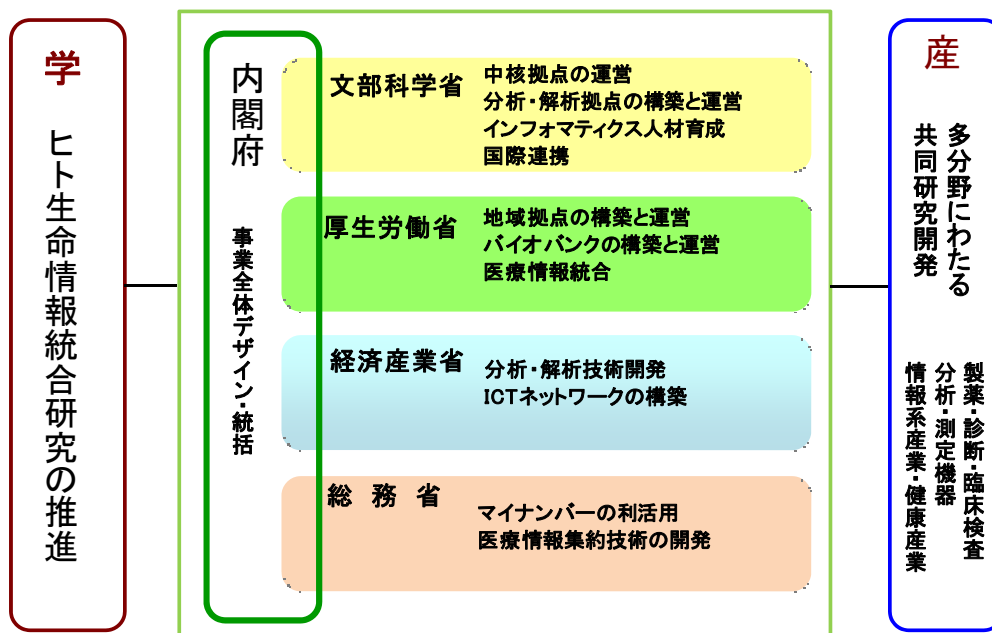 学
ヒト生命情報統合研究の推進
内閣府
事業全体デザイン・統括
文部科学省
中核拠点の運営
分析・解析拠点の構築と運営
インフォマティクス人材育成
国際連携
厚生労働省
地域拠点の構築と運営
バイオバンクの構築と運営
医療情報統合
経済産業省
分析・解析技術開発
ICTネットワークの構築
総務省
マイナンバーの利活用
医療情報集約技術の開発
産
多分野にわたる
共同研究開発
製薬・診断・臨床検査
分析・測定機器
情報系産業・健康産業